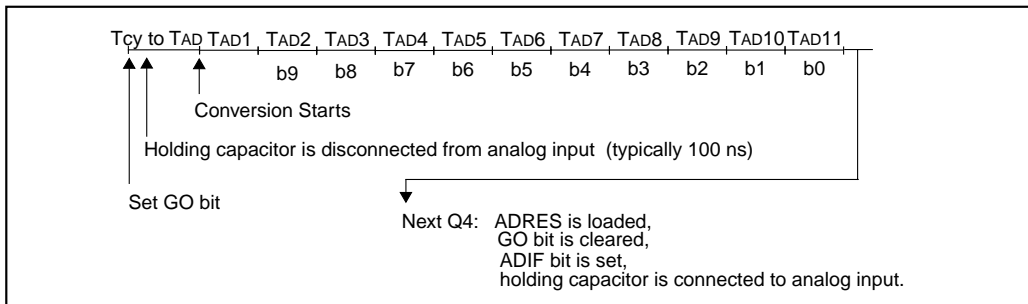 Tcy to TAD TAD1 TAD2 TAD3 TAD4 TAD5 TAD6 TAD7 TAD8 TAD9 TAD10 TAD11
b9 b8 b7 b6 b5 b4 b3 b2 b1 b0
Conversion Starts
Holding capacitor is disconnected from analog input (typically 100 ns)
Set GO bit
Next Q4: ADRES is loaded,
GO bit is cleared,
ADIF bit is set,
holding capacitor is connected to analog input.